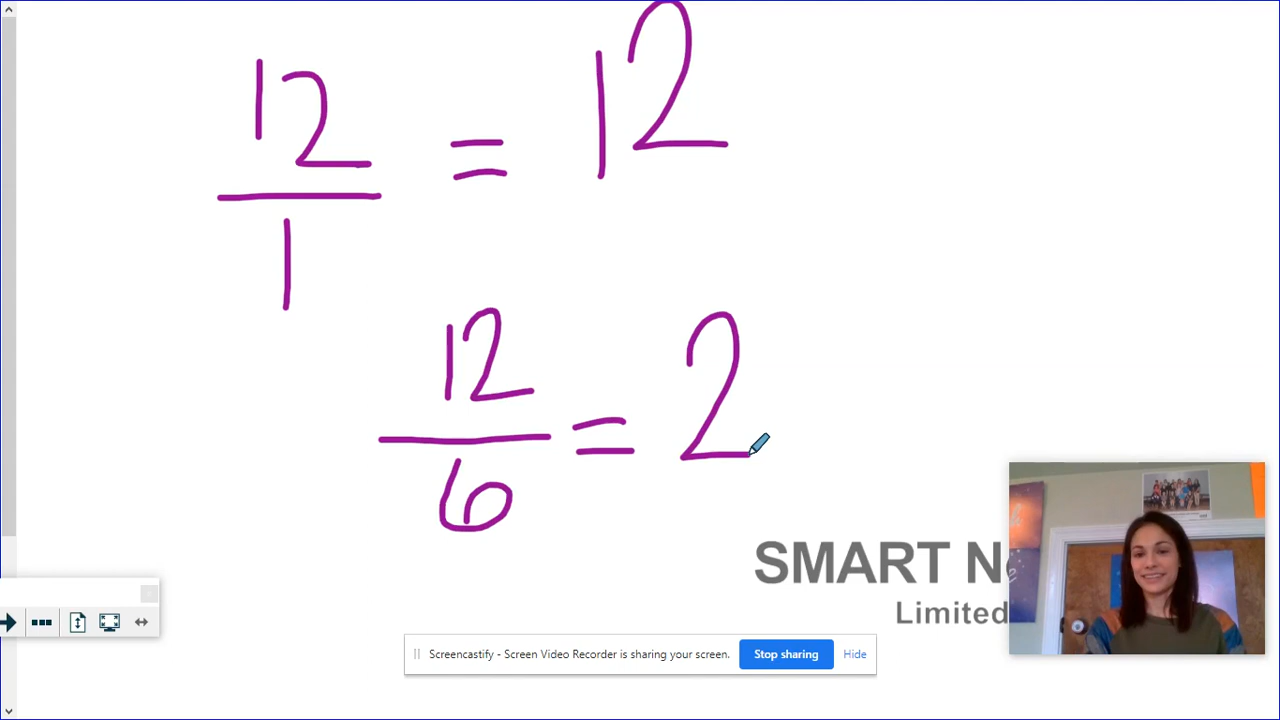 12/1 = 12
12/6 = 2
SMART N
Limited
Screencastify - Screen Video Recorder is sharing your screen. Stop sharing Hide